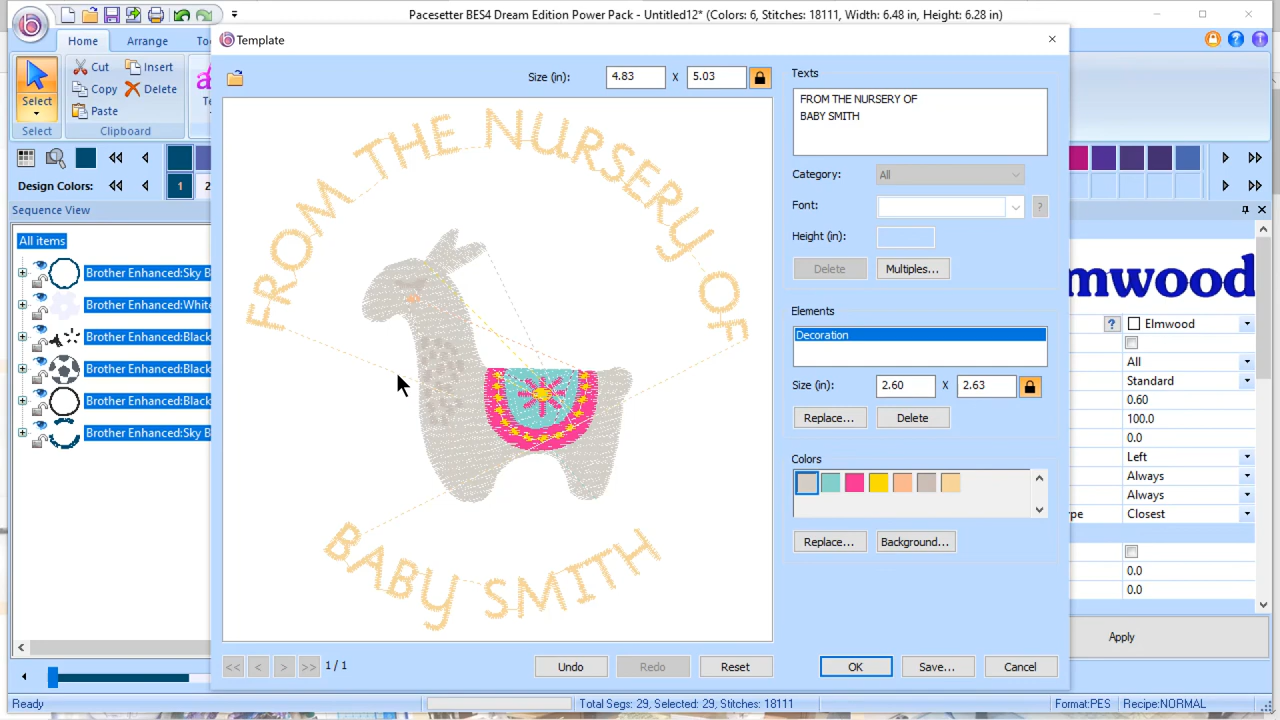 Pacesetter BES4 Dream Edition Power Pack - Untitled12* (Colors: 6, Stitches: 18111, Width: 6.48 in, Height: 6.28 in)
Home
Arrange
Select
Select
Cut
Copy
Paste
Insert
Delete
Clipboard
Design Colors:
1
2
Sequence View
All items
Brother Enhanced:Sky B
Brother Enhanced:White
Brother Enhanced:Black
Brother Enhanced:Black
Brother Enhanced:Black
Brother Enhanced:Sky B
Template
Size (in):
4.83
X
5.03
FROM THE NURSERY OF
BABY SMITH
1 / 1
Undo
Redo
Reset
Texts
FROM THE NURSERY OF
BABY SMITH
Category:
All
Font:
?
Height (in):
Delete
Multiples...
Elements
Decoration
Size (in):
2.60
X
2.63
Replace...
Delete
Colors
Replace...
Background...
OK
Save...
Cancel
mwood
?
Elmwood
All
Standard
0.60
100.0
0.0
Left
Always
Always
Closest
0.0
0.0
Apply
Ready
Total Segs: 29, Selected: 29, Stitches: 18111
Format:PES
Recipe:NORMAL